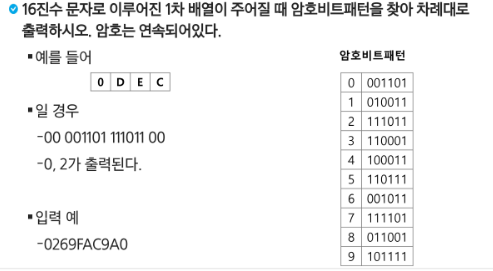 16진수 문자로 이루어진 1차 배열이 주어질 때 암호비트패턴을 찾아 차례대로
출력하시오. 암호는 연속되어있다.
▪예를 들어
0 D E C
▪일 경우
-00 001101 111011 00
-0, 2가 출력된다.
▪입력 예
-0269FAC9A0
암호비트패턴
0 001101
1 010011
2 111011
3 110001
4 100011
5 110111
6 001011
7 111101
8 011001
9 101111